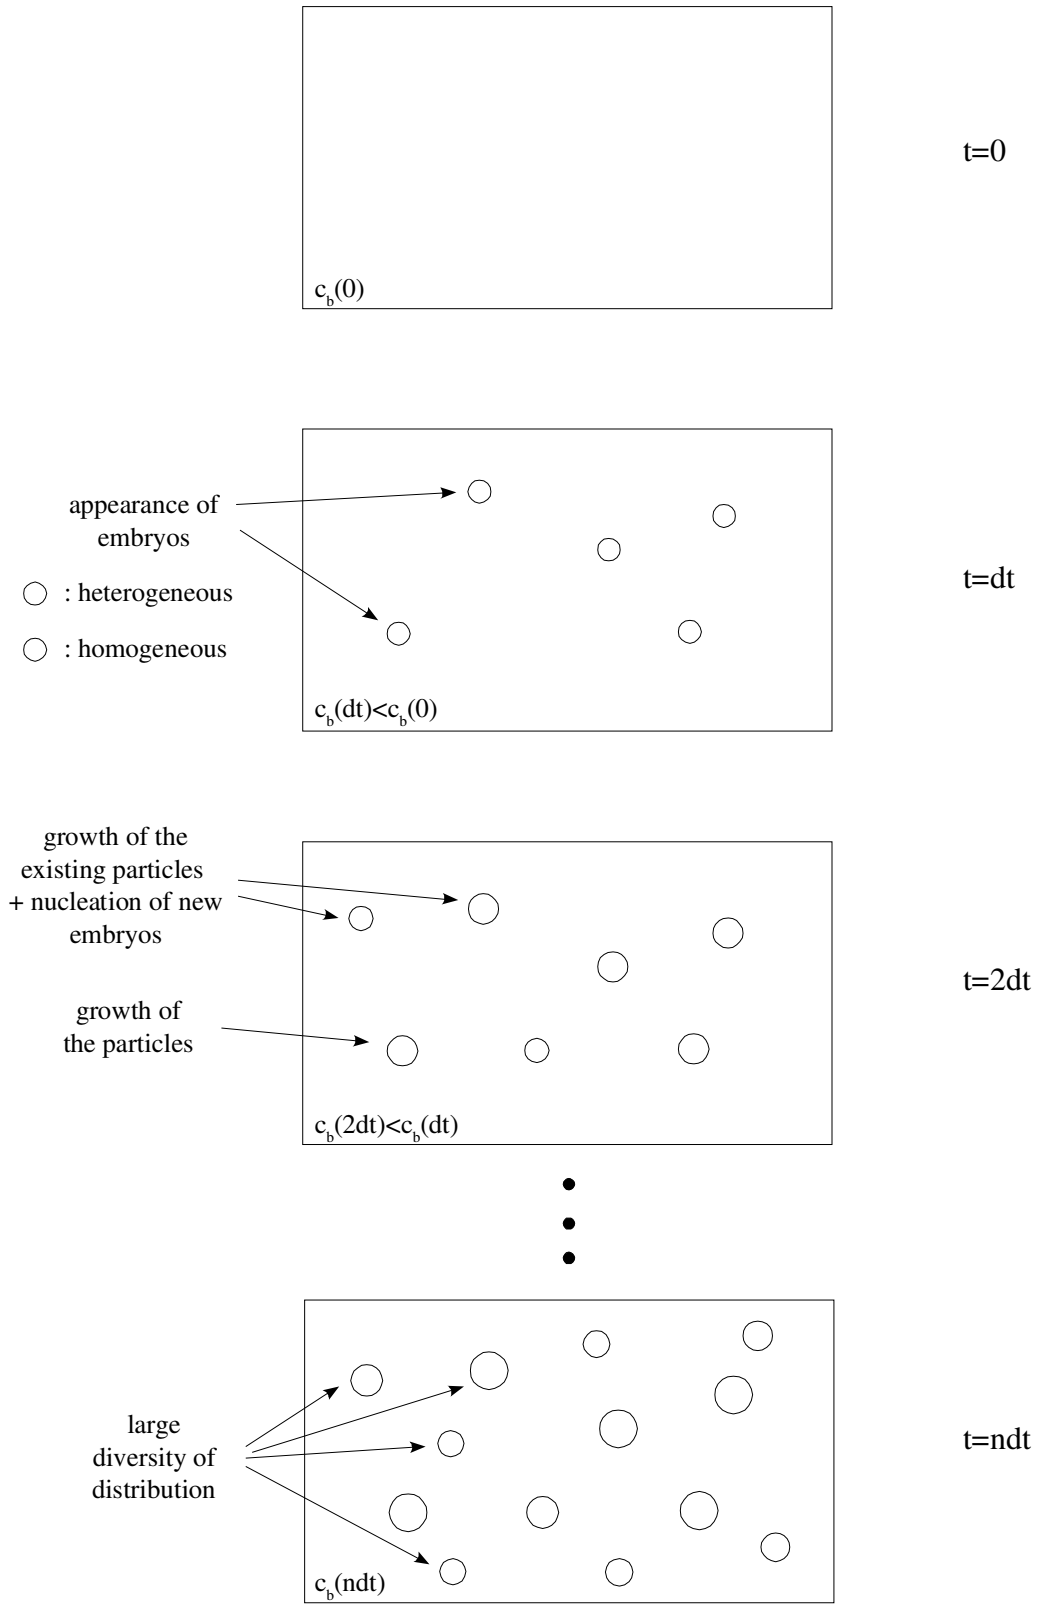 t=0
c_b(0)
appearance of
embryos
: heterogeneous
: homogeneous
t=dt
c_b(dt)<c_b(0)
growth of the
existing particles
+ nucleation of new
embryos
growth of
the particles
t=2dt
c_b(2dt)<c_b(dt)
large
diversity of
distribution
t=ndt
c_b(ndt)